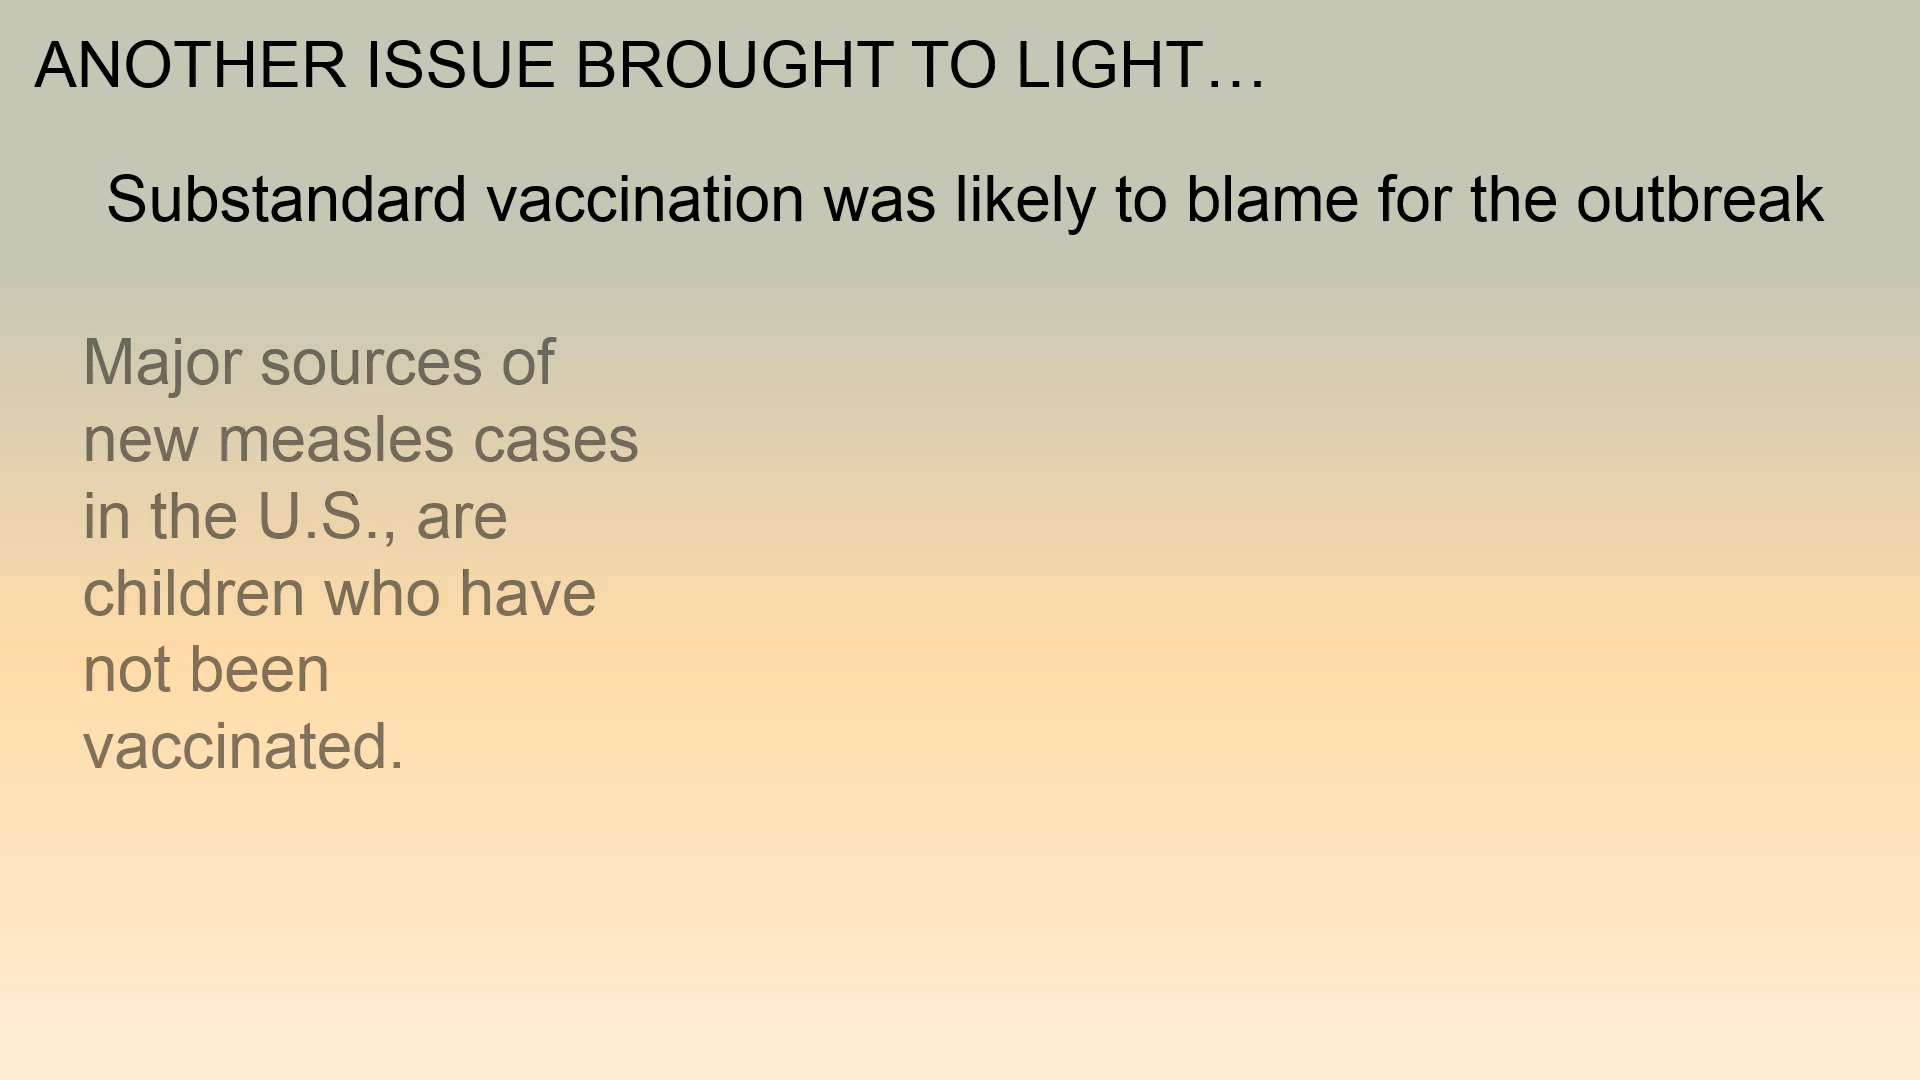 ANOTHER ISSUE BROUGHT TO LIGHT…
Substandard vaccination was likely to blame for the outbreak
Major sources of
new measles cases
in the U.S., are
children who have
not been
vaccinated.